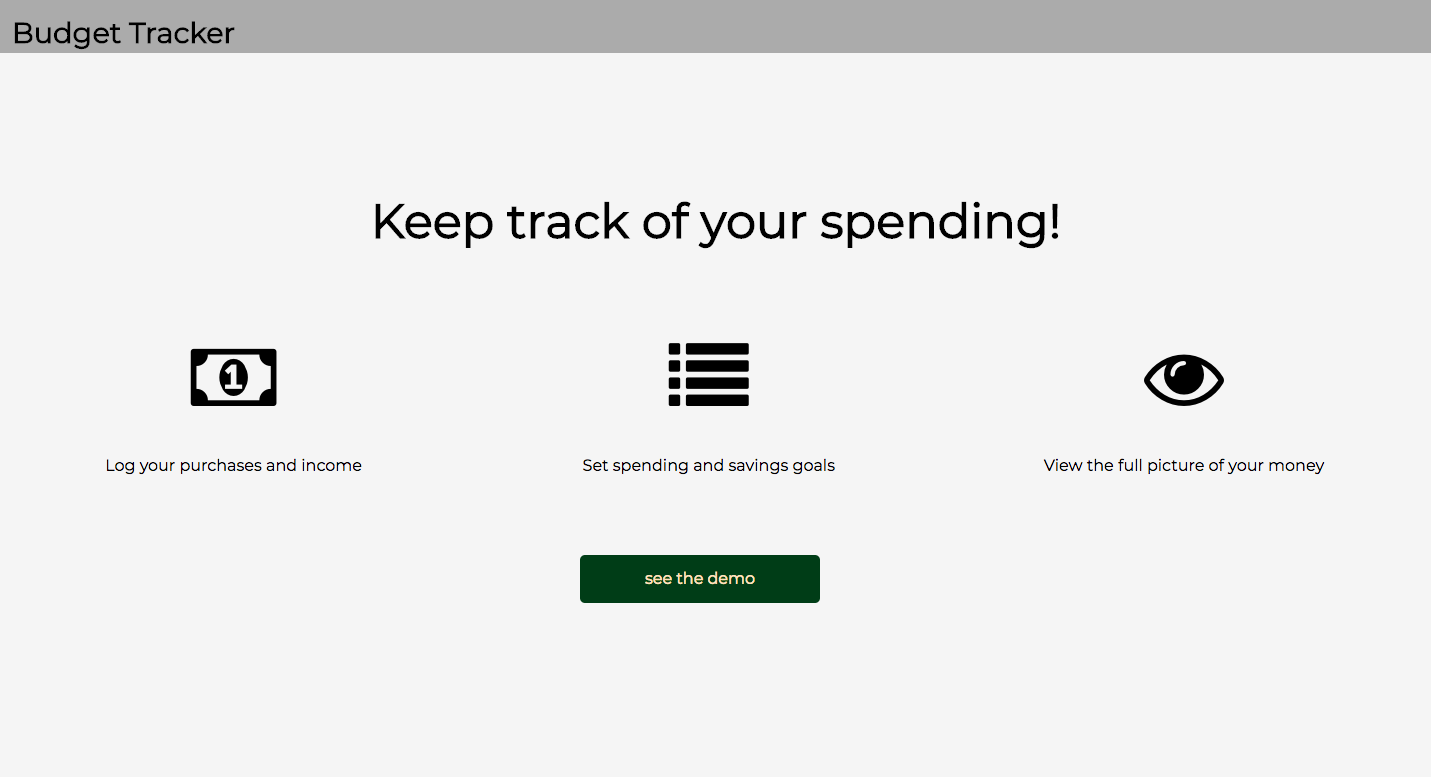 Budget Tracker
Keep track of your spending!
1
Log your purchases and income
Set spending and savings goals
View the full picture of your money
see the demo